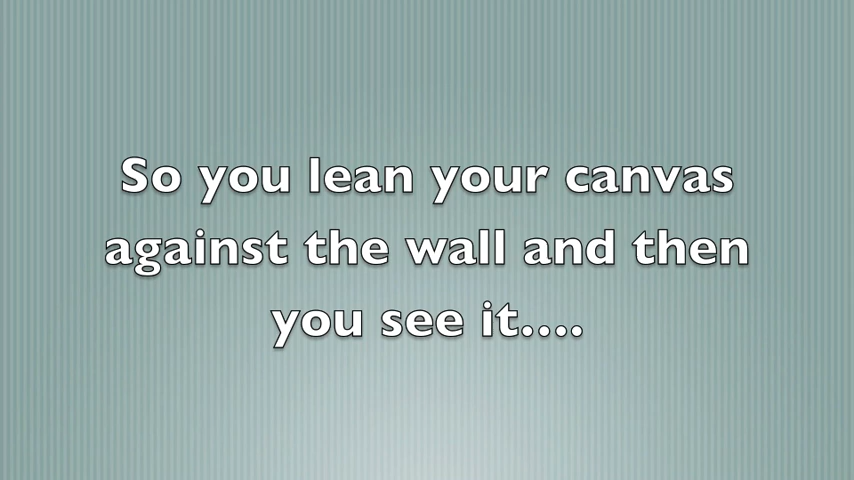 So you lean your canvas
against the wall and then
you see it....